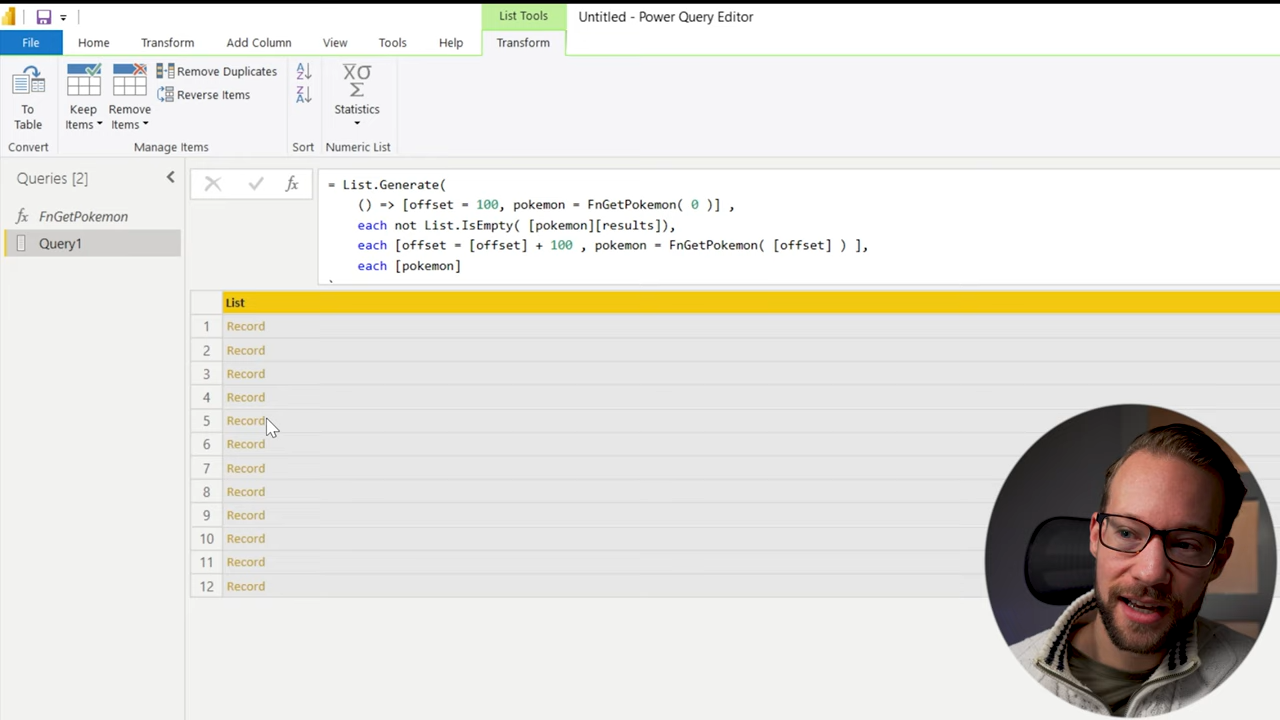 List Tools
Untitled - Power Query Editor
File
Home
Transform
Add Column
View
Tools
Help
Transform
To Table
Keep Items
Remove Items
Remove Duplicates
Reverse Items
A
Z
Z
A
Statistics
Convert
Manage Items
Sort
Numeric List
Queries [2]
fx FnGetPokemon
Query1
fx
= List.Generate(
() => [offset = 100, pokemon = FnGetPokemon( 0 )] ,
each not List.IsEmpty( [pokemon][results]),
each [offset = [offset] + 100 , pokemon = FnGetPokemon( [offset] ) ],
each [pokemon]
List
1 Record
2 Record
3 Record
4 Record
5 Record
6 Record
7 Record
8 Record
9 Record
10 Record
11 Record
12 Record